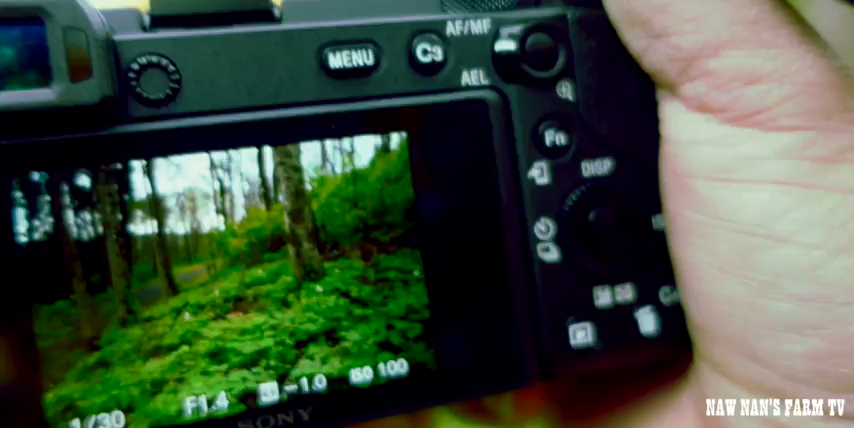 AF/MF
MENU
C3
AEL
Fn
DISP
1/30 F1.4 -1.0 ISO 100
SONY
NAW NAN'S FARM TV